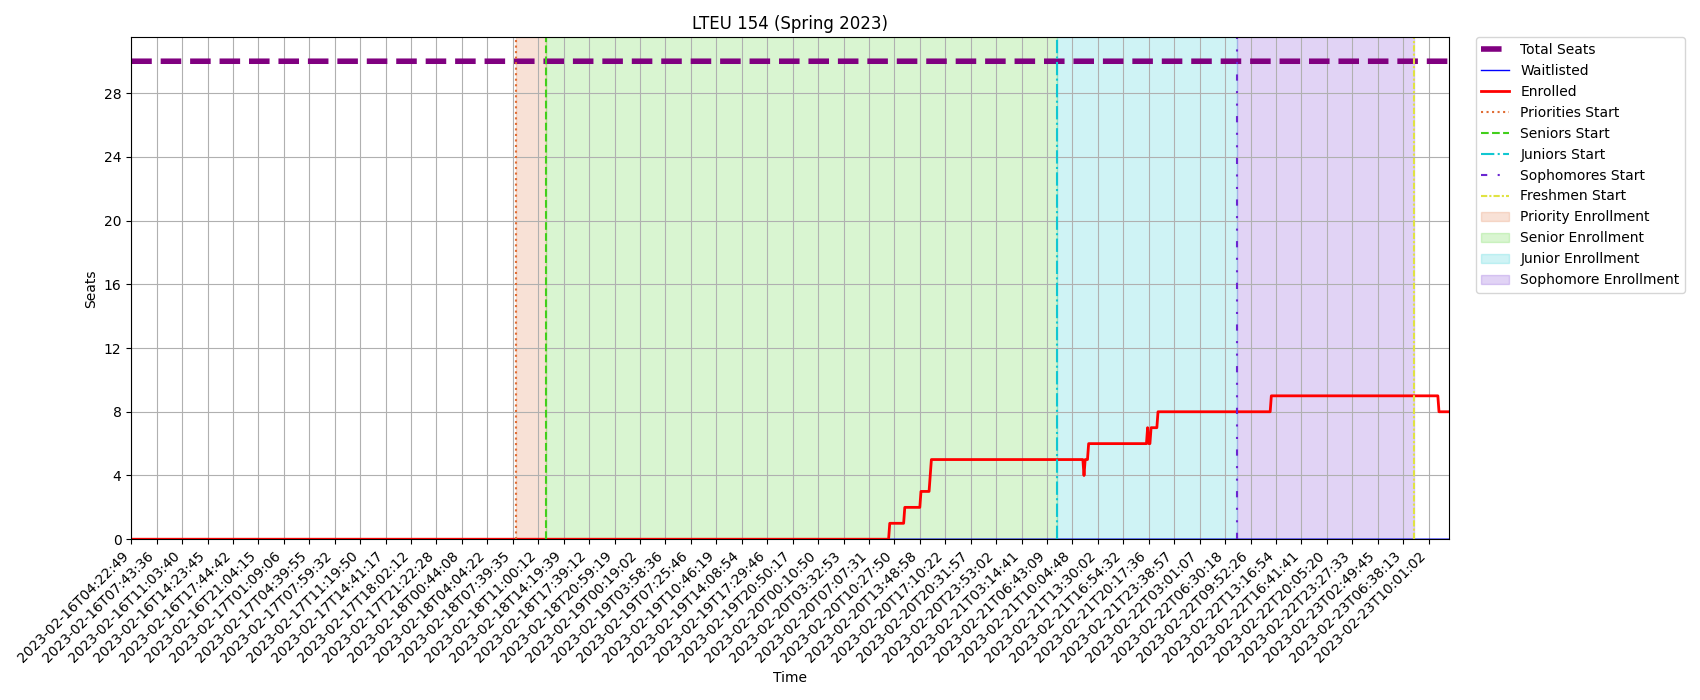 LTEU 154 (Spring 2023)
Total Seats
Waitlisted
Enrolled
Priorities Start
Seniors Start
Juniors Start
Sophomores Start
Freshmen Start
Priority Enrollment
Senior Enrollment
Junior Enrollment
Sophomore Enrollment
Seats
28
24
20
16
12
8
4
0
2023-02-16T04:22:49
2023-02-16T07:43:36
2023-02-16T11:03:40
2023-02-16T14:23:45
2023-02-16T17:44:42
2023-02-16T21:04:15
2023-02-17T01:09:06
2023-02-17T04:39:55
2023-02-17T07:59:32
2023-02-17T11:19:50
2023-02-17T14:41:17
2023-02-17T18:02:12
2023-02-17T21:22:28
2023-02-18T00:44:08
2023-02-18T04:04:22
2023-02-18T07:39:35
2023-02-18T11:00:12
2023-02-18T14:19:39
2023-02-18T17:39:12
2023-02-18T20:59:19
2023-02-19T00:19:02
2023-02-19T03:58:36
2023-02-19T07:25:46
2023-02-19T10:46:19
2023-02-19T14:08:54
2023-02-19T17:29:46
2023-02-19T20:50:17
2023-02-20T00:10:50
2023-02-20T03:32:53
2023-02-20T07:07:31
2023-02-20T10:27:50
2023-02-20T13:48:58
2023-02-20T17:10:22
2023-02-20T20:31:57
2023-02-20T23:53:02
2023-02-21T03:14:41
2023-02-21T06:43:09
2023-02-21T10:04:48
2023-02-21T13:30:02
2023-02-21T16:54:32
2023-02-21T20:17:36
2023-02-21T23:38:57
2023-02-22T03:01:07
2023-02-22T06:30:18
2023-02-22T09:52:26
2023-02-22T13:16:54
2023-02-22T16:41:41
2023-02-22T20:05:20
2023-02-22T23:27:33
2023-02-23T02:49:45
2023-02-23T06:38:13
2023-02-23T10:01:02
Time